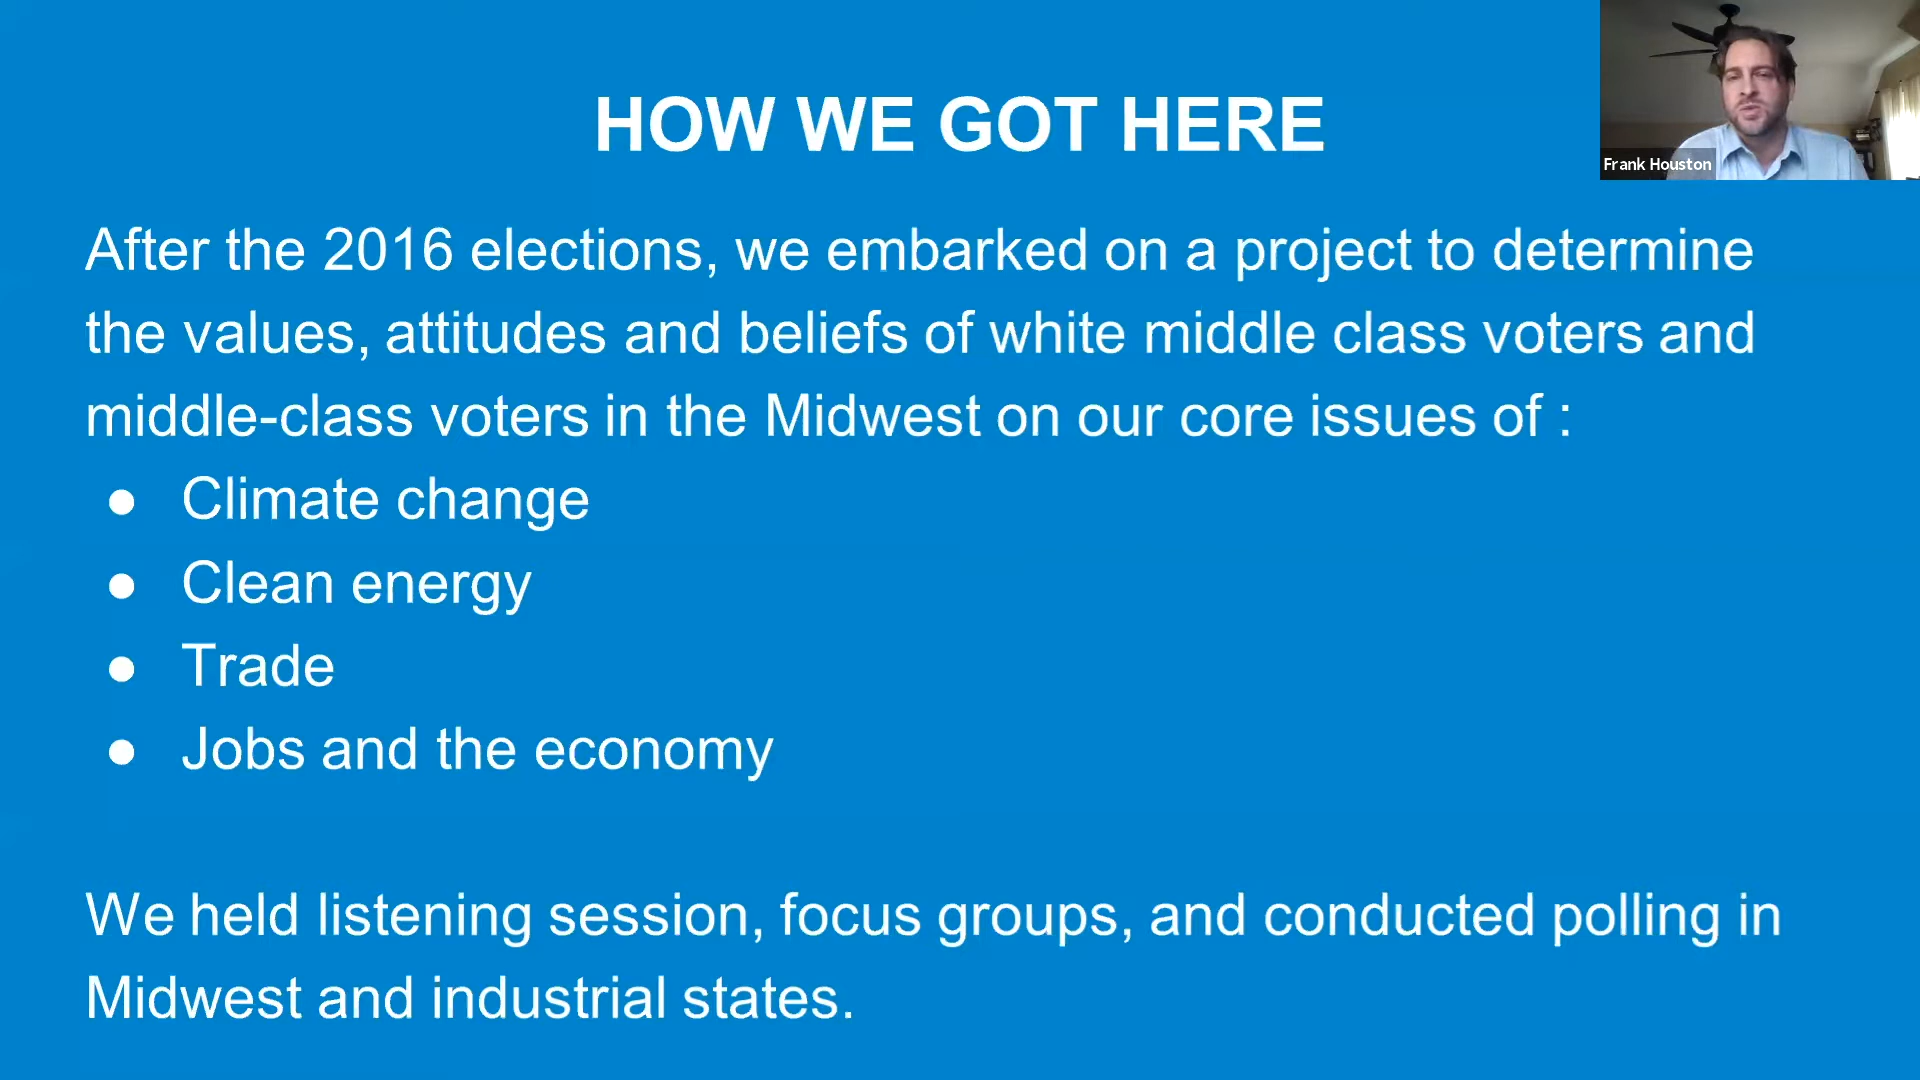 HOW WE GOT HERE
Frank Houston
After the 2016 elections, we embarked on a project to determine
the values, attitudes and beliefs of white middle class voters and
middle-class voters in the Midwest on our core issues of :
● Climate change
● Clean energy
● Trade
● Jobs and the economy
We held listening session, focus groups, and conducted polling in
Midwest and industrial states.